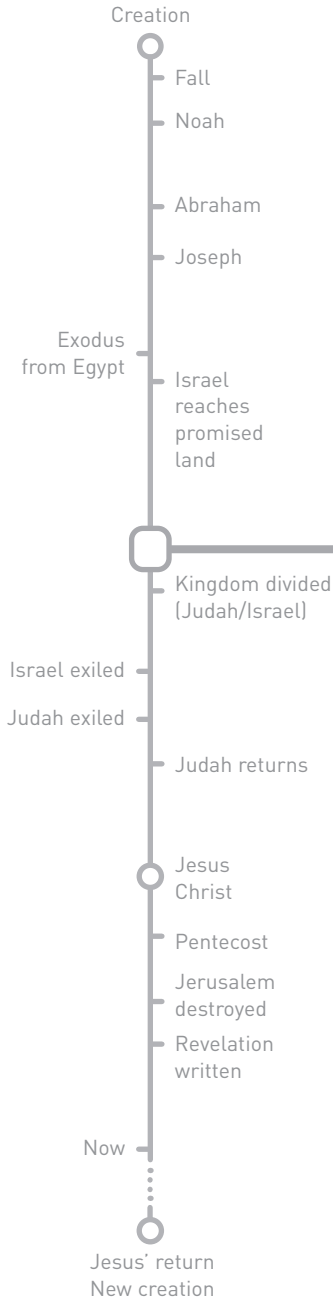 Creation
Fall
Noah
Abraham
Joseph
Exodus
from Egypt
Israel
reaches
promised
land
Kingdom divided
(Judah/Israel)
Israel exiled
Judah exiled
Judah returns
Jesus
Christ
Pentecost
Jerusalem
destroyed
Revelation
written
Now
Jesus’ return
New creation